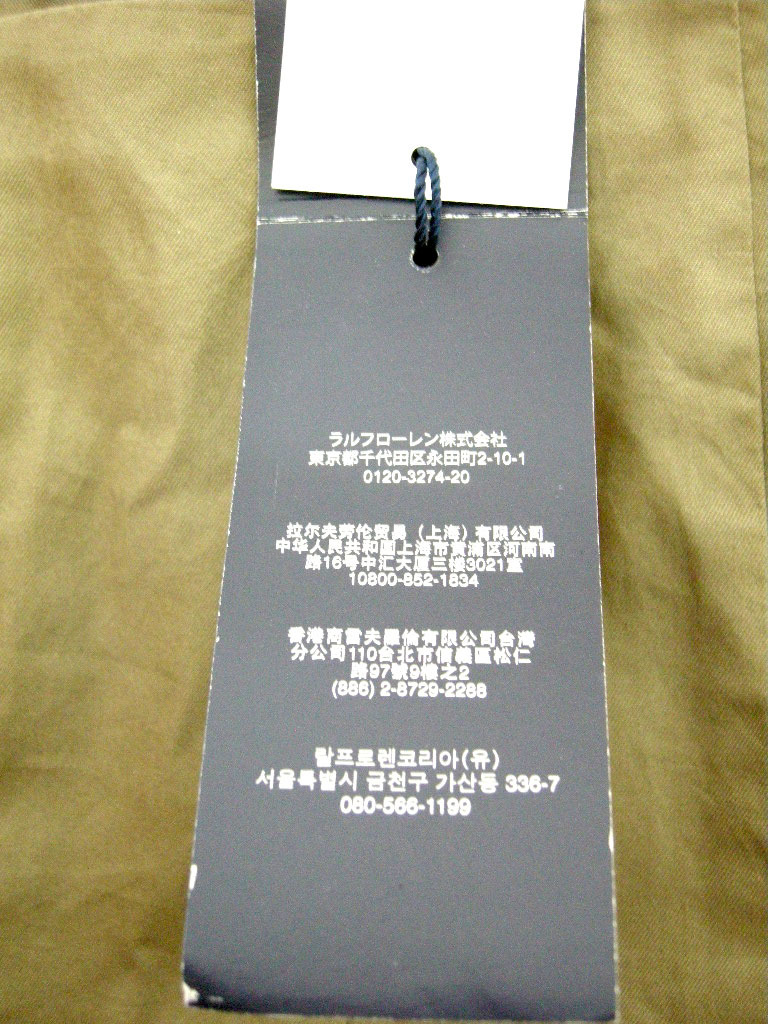 ラルフローレン株式会社
東京都千代田区永田町2-10-1
0120-3274-20
拉尔夫劳伦贸易（上海）有限公司
中华人民共和国上海市黄浦区河南南
路16号中汇大厦三楼3021室
10800-852-1834
香港商雷夫羅倫有限公司台灣
分公司110台北市信義區松仁
路97號9樓之2
(886) 2-8729-2288
랄프로렌코리아(유)
서울특별시 금천구 가산동 336-7
080-566-1199